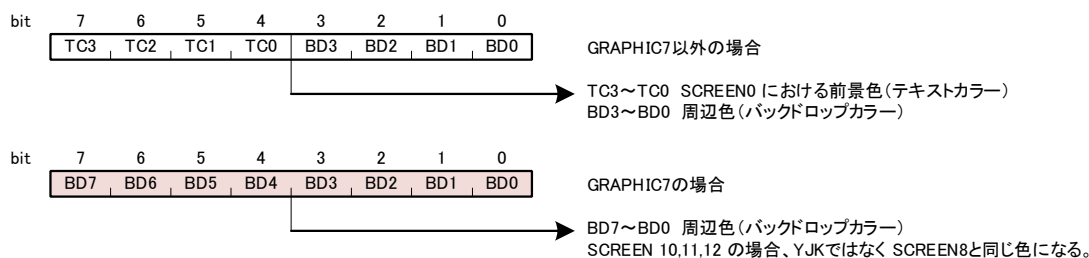 bit 7 6 5 4 3 2 1 0
TC3 TC2 TC1 TC0 BD3 BD2 BD1 BD0 GRAPHIC7以外の場合
TC3～TC0 SCREEN0 における前景色(テキストカラー)
BD3～BD0 周辺色(バックドロップカラー)
bit 7 6 5 4 3 2 1 0
BD7 BD6 BD5 BD4 BD3 BD2 BD1 BD0 GRAPHIC7の場合
BD7～BD0 周辺色(バックドロップカラー)
SCREEN 10,11,12 の場合、YJKではなく SCREEN8と同じ色になる。